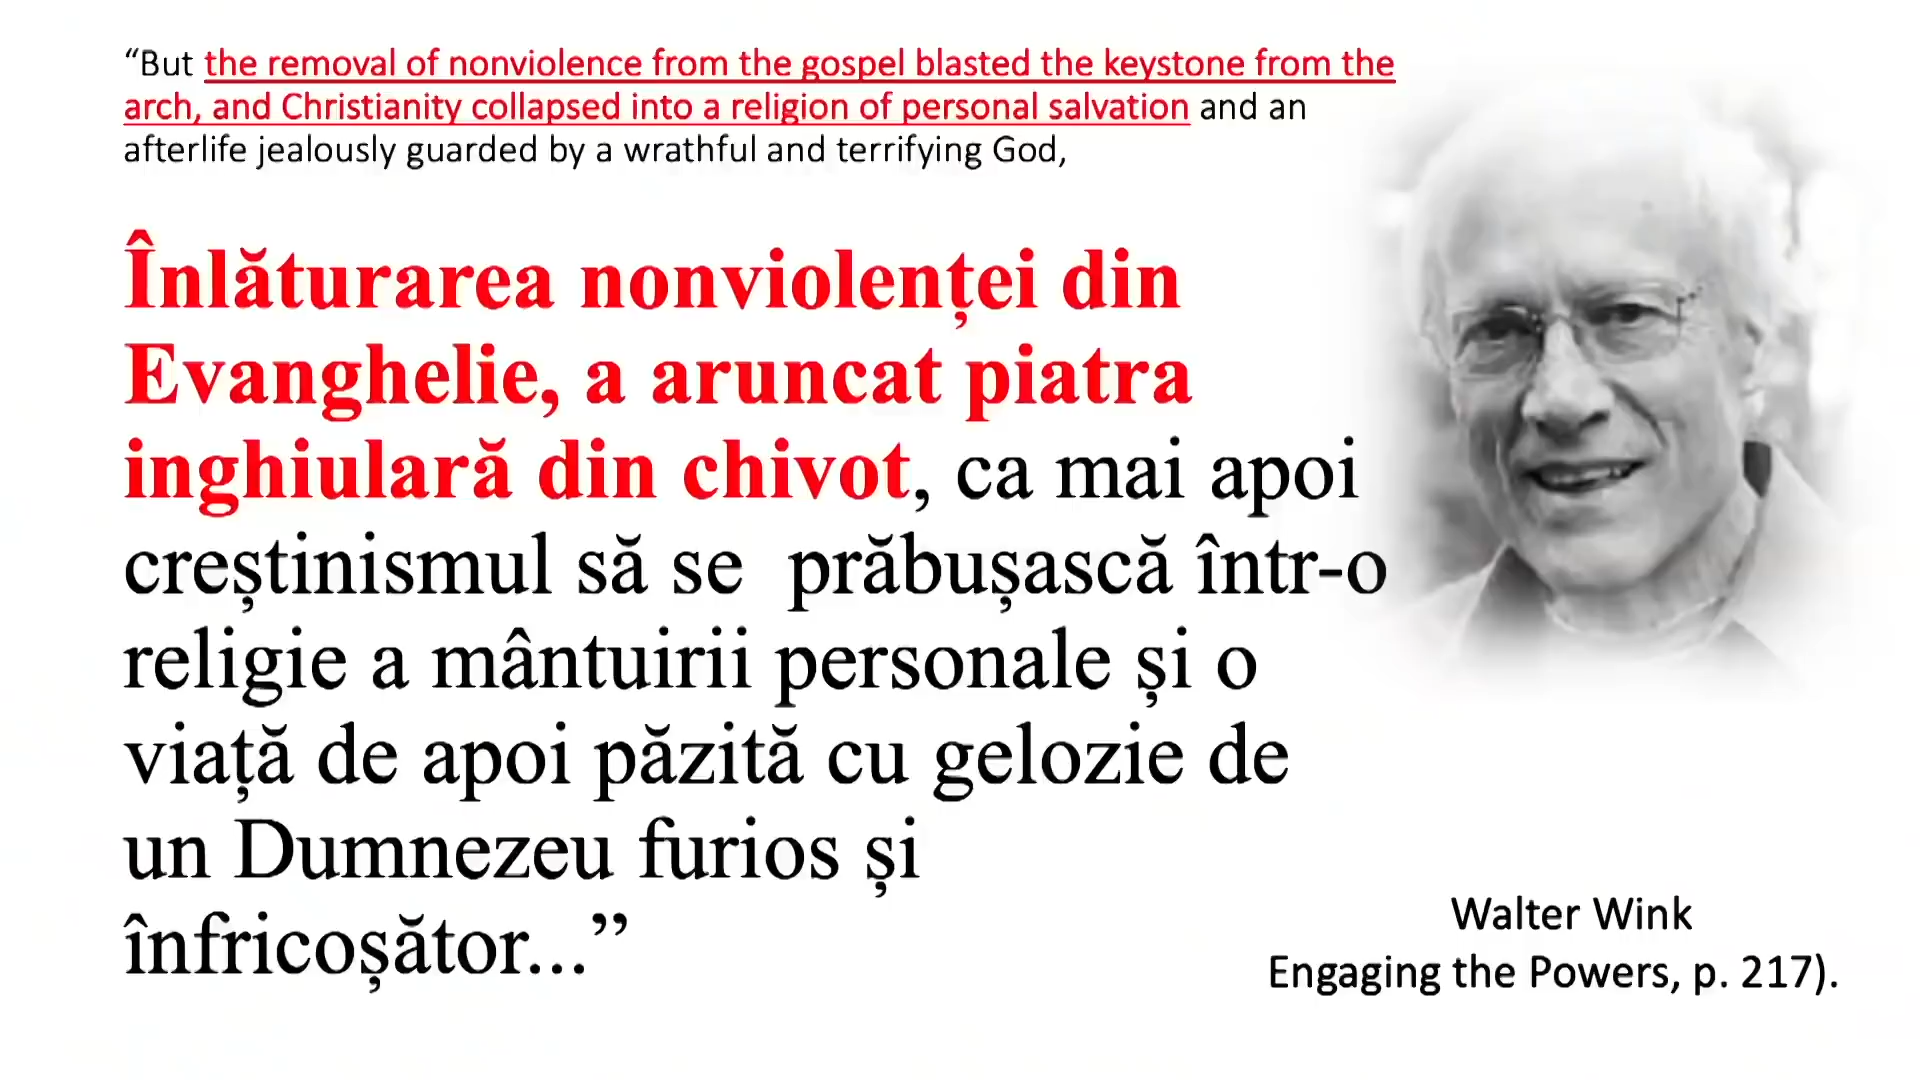 “But the removal of nonviolence from the gospel blasted the keystone from the
arch, and Christianity collapsed into a religion of personal salvation and an
afterlife jealously guarded by a wrathful and terrifying God,
Înlăturarea nonviolenței din
Evanghelie, a aruncat piatra
inghiulară din chivot, ca mai apoi
creștinismul să se  prăbușască într-o
religie a mântuirii personale și o
viață de apoi păzită cu gelozie de
un Dumnezeu furios și
înfricoșător...”
Walter Wink
Engaging the Powers, p. 217).